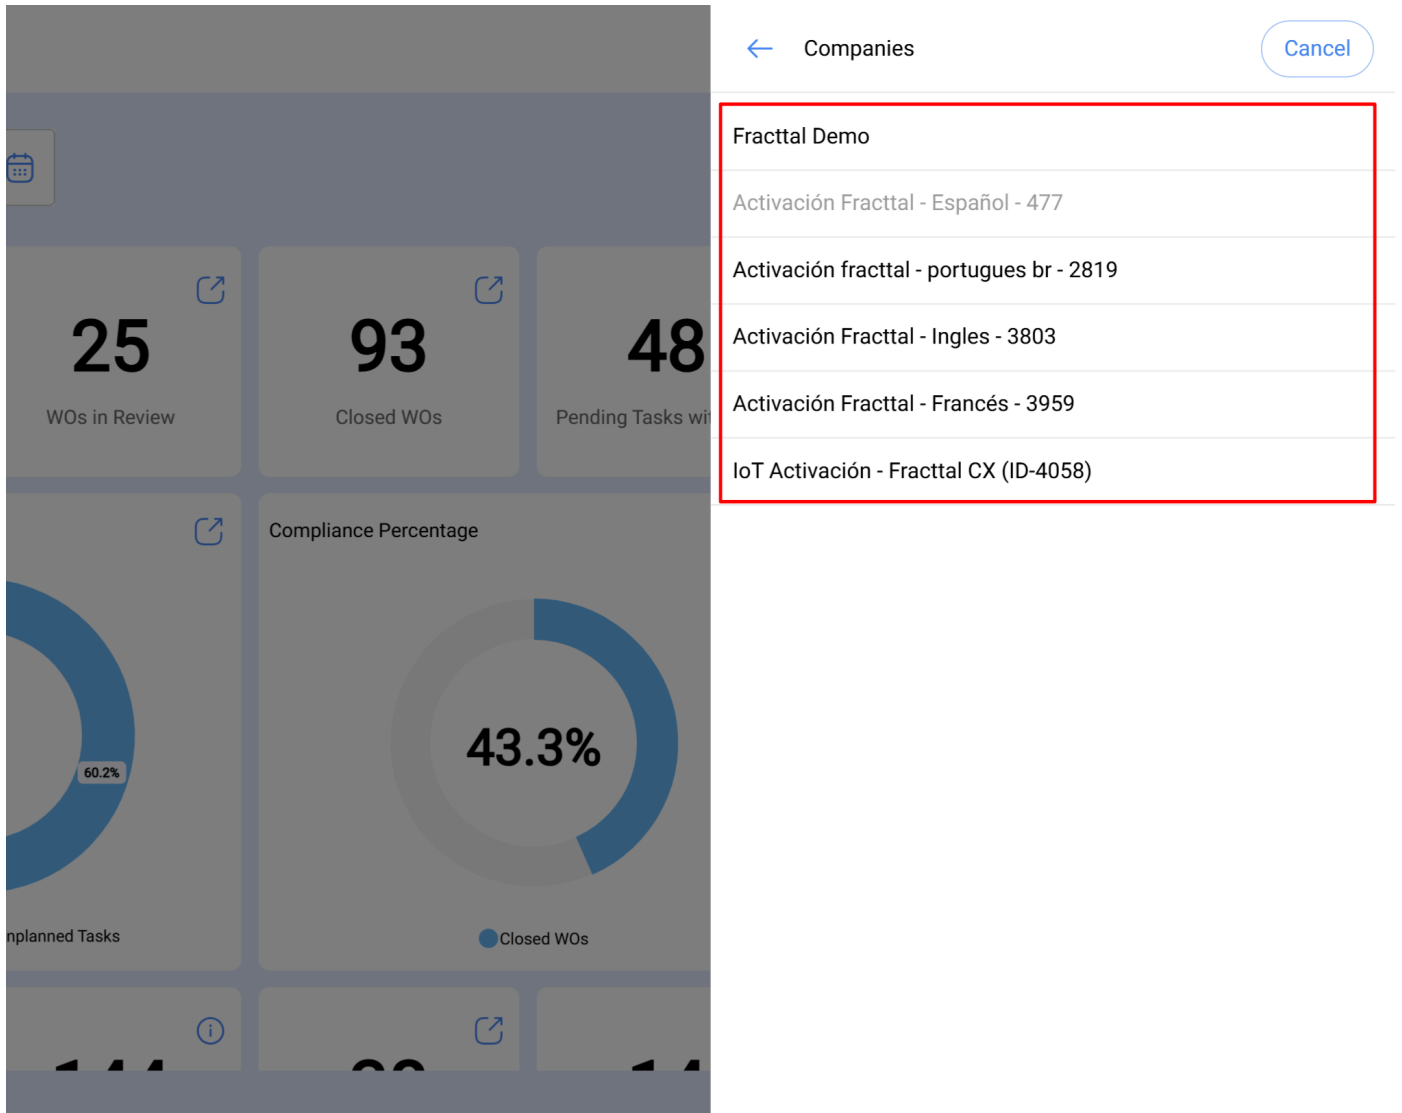 Companies
Cancel
Fracttal Demo
Activación Fracttal - Español - 477
Activación fracttal - portugues br - 2819
Activación Fracttal - Ingles - 3803
Activación Fracttal - Francés - 3959
IoT Activación - Fracttal CX (ID-4058)
25
WOs in Review
93
Closed WOs
48
Pending Tasks
60.2%
Tasks
Compliance Percentage
43.3%
Closed WOs